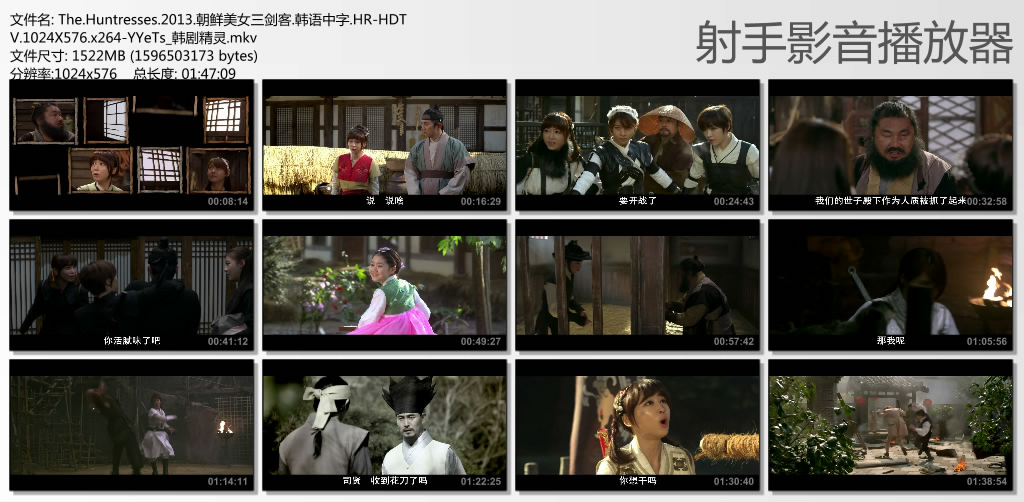 文件名: The.Huntresses.2013.朝鲜美女三剑客.韩语中字.HR-HDT
V.1024X576.x264-YYeTs_韩剧精灵.mkv
文件尺寸: 1522MB (1596503173 bytes)
分辨率:1024x576 总长度: 01:47:09
射手影音播放器
00:08:14
说 说啥
00:16:29
要开战了
00:24:43
我们的世子殿下作为人质被抓了起来
00:32:58
你活腻味了吧
00:41:12
00:49:27
00:57:42
那我呢
01:05:56
01:14:11
司贤 收到花刀了吗
01:22:25
你想干吗
01:30:40
01:38:54